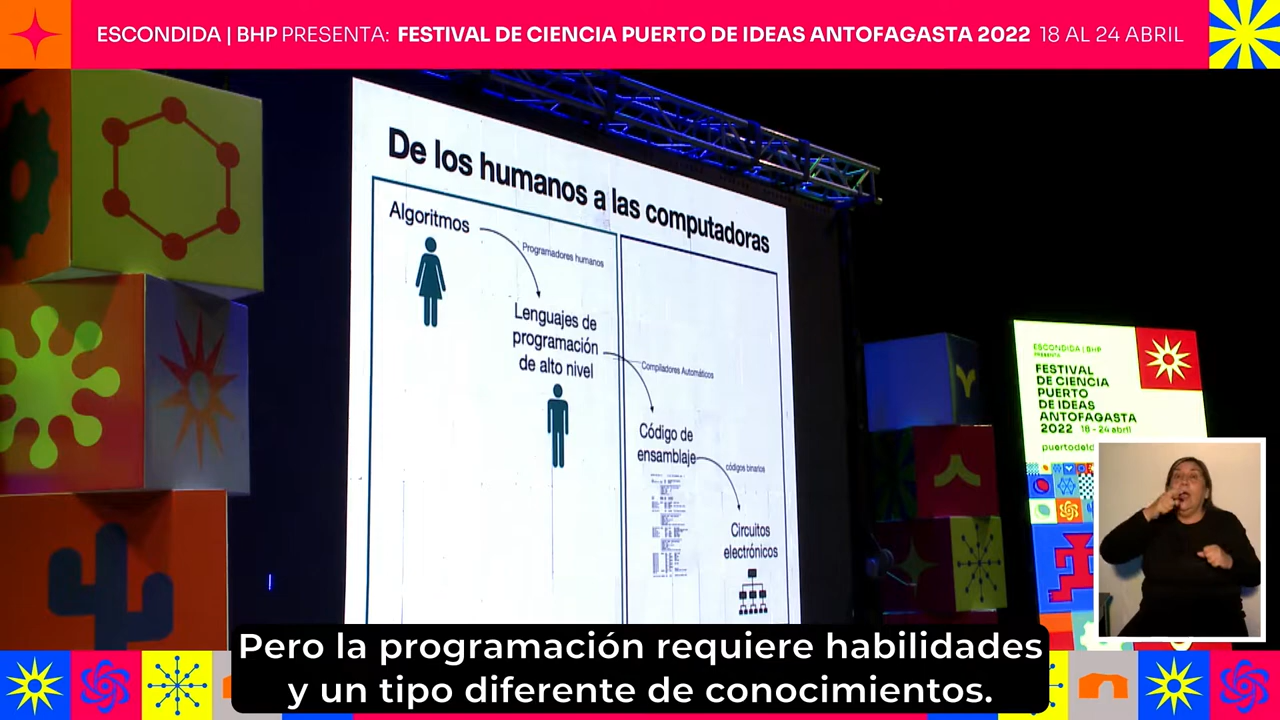 ESCONDIDA | BHP PRESENTA: FESTIVAL DE CIENCIA PUERTO DE IDEAS ANTOFAGASTA 2022 18 AL 24 ABRIL
De los humanos a las computadoras
Algoritmos
Programadores humanos
Lenguajes de
programación
de alto nivel
Compiladores Automáticos
Código de
ensamblaje
códigos binarios
Circuitos
electrónicos
ESCONDIDA | BHP
PRESENTA:
FESTIVAL
DE CIENCIA
PUERTO
DE IDEAS
ANTOFAGASTA
2022 18 - 24 abril
Pero la programación requiere habilidades
y un tipo diferente de conocimientos.